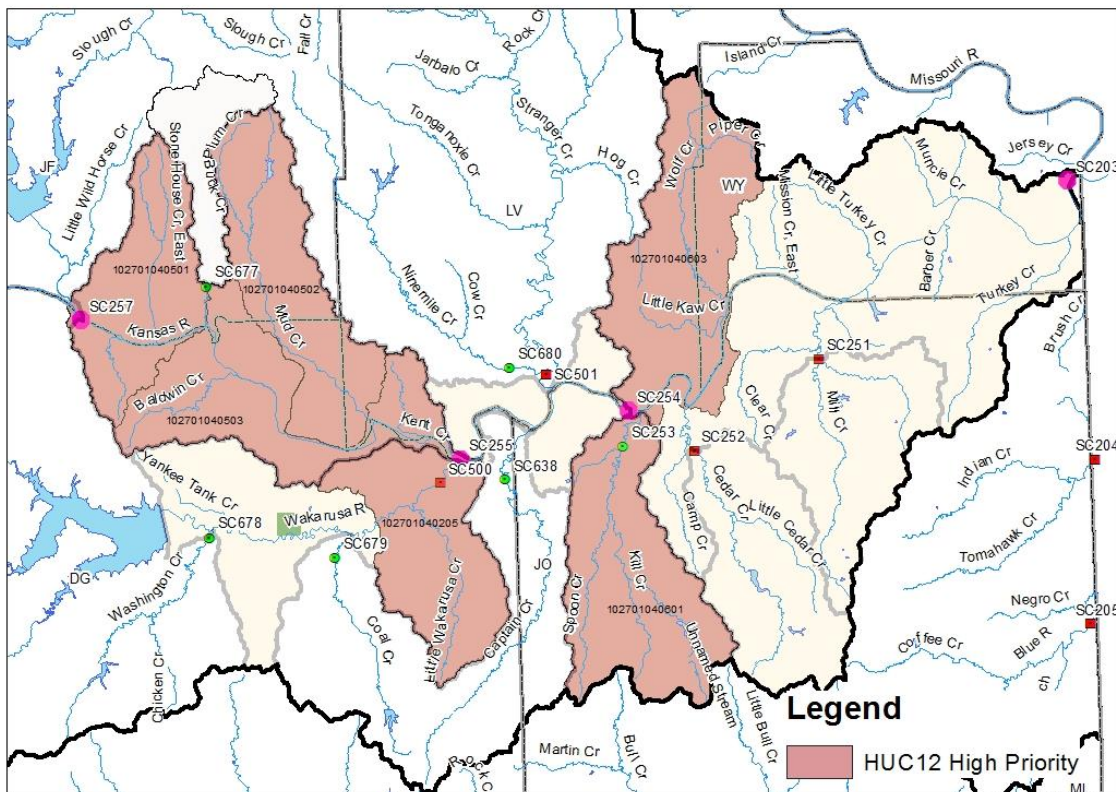 Slough Cr
Slough Cr
Fall Cr
Rock Cr
Island Cr
Missouri R
Jarbalo Cr
Stranger Cr
Tonganoxie Cr
Hog Cr
Piper Cr
Wolf Cr
WY
Muncie Cr
Jersey Cr
SC203
JF
Little Wild Horse Cr
Stone House Cr, East
Buck Cr
Plum Cr
LV
Mission Cr, East
Little Turkey Cr
Barber Cr
Turkey Cr
102701040501
SC677
102701040502
102701040603
Ninemile Cr
Cow Cr
SC257
Kansas R
Mud Cr
Little Kaw Cr
Brush Cr
SC680
SC501
SC251
Baldwin Cr
102701040503
Kent Cr
SC254
SC253
Clear Cr
Mill Cr
SC255
SC500
SC638
SC252
SC204
Indian Cr
Yankee Tank Cr
Wakarusa R
102701040205
Camp Cr
Cedar Cr
Little Cedar Cr
SC678
SC679
Tomahawk Cr
DG
Washington Cr
Coal Cr
Little Wakarusa Cr
Captain Cr
JO
Spoon Cr
Kill Cr
102701040601
Negro Cr
SC205
Coffee Cr
Blue R
ch
Chicken Cr
Unnamed Stream
Little Bull Cr
Bull Cr
Martin Cr
Rock C
Legend
HUC12 High Priority
MI